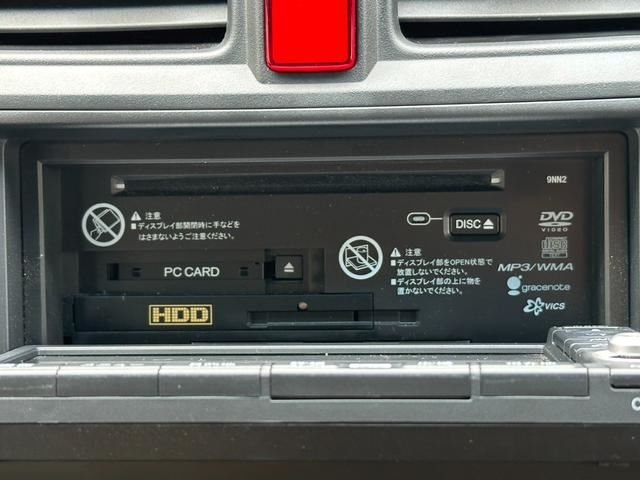 9NN2
注意
■ディスプレイ部開閉時に手などを
はさまないようご注意ください。
DISC
DVD
VIDEO
PC CARD
注意
■ディスプレイ部をOPEN状態で
放置しないでください。
■ディスプレイ部の上に物を
置かないでください。
MP3/WMA
gracenote
VICS
HDD